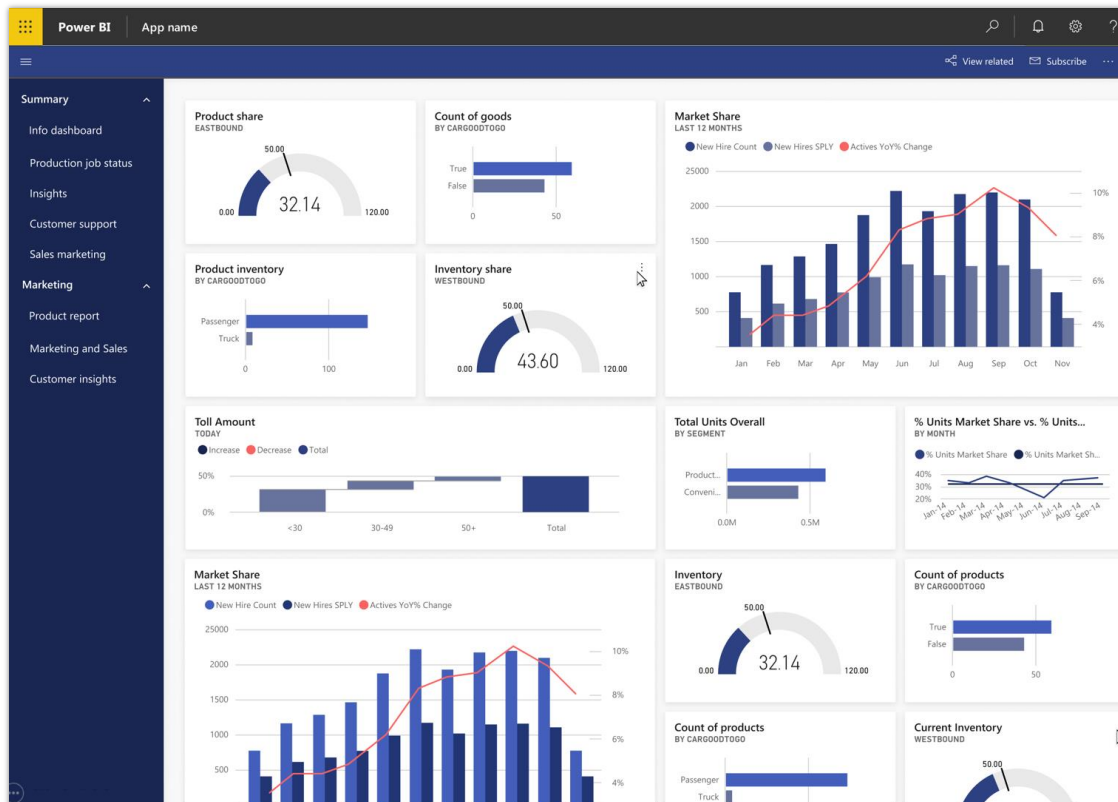 Power BI
App name
?
View related
Subscribe
Summary
Info dashboard
Production job status
Insights
Customer support
Sales marketing
Marketing
Product report
Marketing and Sales
Customer insights
Product share
EASTBOUND
50.00
32.14
0.00
120.00
Count of goods
BY CARGOODTOGO
True
False
0
50
Market Share
LAST 12 MONTHS
New Hire Count
New Hires SPLY
Actives YoY% Change
25000
2000
1500
1000
500
10%
8%
6%
4%
Jan
Feb
Mar
Apr
May
Jun
Jul
Aug
Sep
Oct
Nov
Product inventory
BY CARGOODTOGO
Passenger
Truck
0
100
Inventory share
WESTBOUND
50.00
43.60
0.00
120.00
Toll Amount
TODAY
Increase
Decrease
Total
50%
0%
<30
30-49
50+
Total
Total Units Overall
BY SEGMENT
Product...
Conveni...
0.0M
0.5M
% Units Market Share vs. % Units...
BY MONTH
% Units Market Share
% Units Market Sh...
40%
30%
20%
Jan-14
Feb-14
Mar-14
Apr-14
May-14
Jun-14
Jul-14
Aug-14
Sep-14
Market Share
LAST 12 MONTHS
New Hire Count
New Hires SPLY
Actives YoY% Change
25000
2000
1500
1000
500
10%
8%
6%
4%
Inventory
EASTBOUND
50.00
32.14
0.00
120.00
Count of products
BY CARGOODTOGO
True
False
0
50
Count of products
BY CARGOODTOGO
Passenger
Truck
Current Inventory
WESTBOUND
50.00